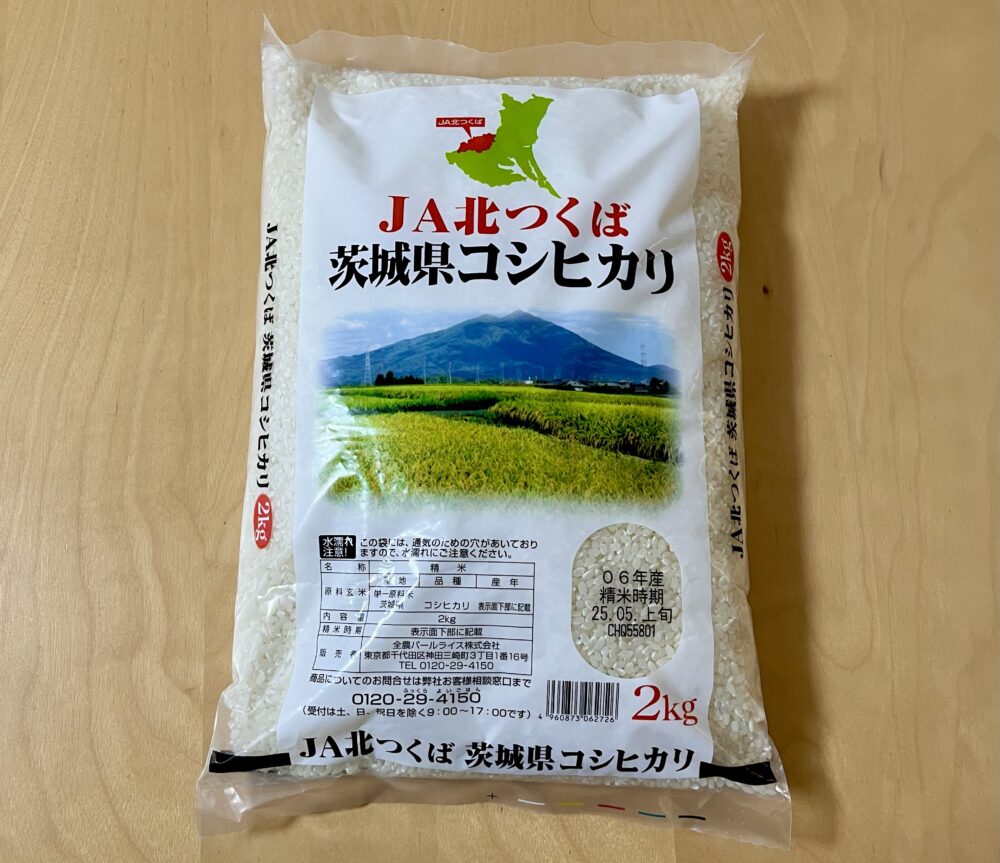 JA北つくば
JA北つくば
茨城県コシヒカリ
JA北つくば 茨城県コシヒカリ 2kg
JA北つくば 茨城県コシヒカリ 2kg
水濡れ注意! この袋には、通気のための穴があいており
ますので、水濡れにご注意ください。
名称 精米
原料玄米 産地 品種 産年
単一原料米
茨城県 コシヒカリ 表示面下部に記載
内容量 2kg
精米時期 表示面下部に記載
販売者 全農パールライス株式会社
東京都千代田区神田三崎町3丁目1番16号
TEL 0120-29-4150
商品についてのお問合せは弊社お客様相談窓口まで
ふっくら よいごはん
0120-29-4150
(受付は土、日、祝日を除く9:00~17:00です)
06年産
精米時期
25.05.上旬
CHQ55801
4 960873 062726
2kg
JA北つくば 茨城県コシヒカリ